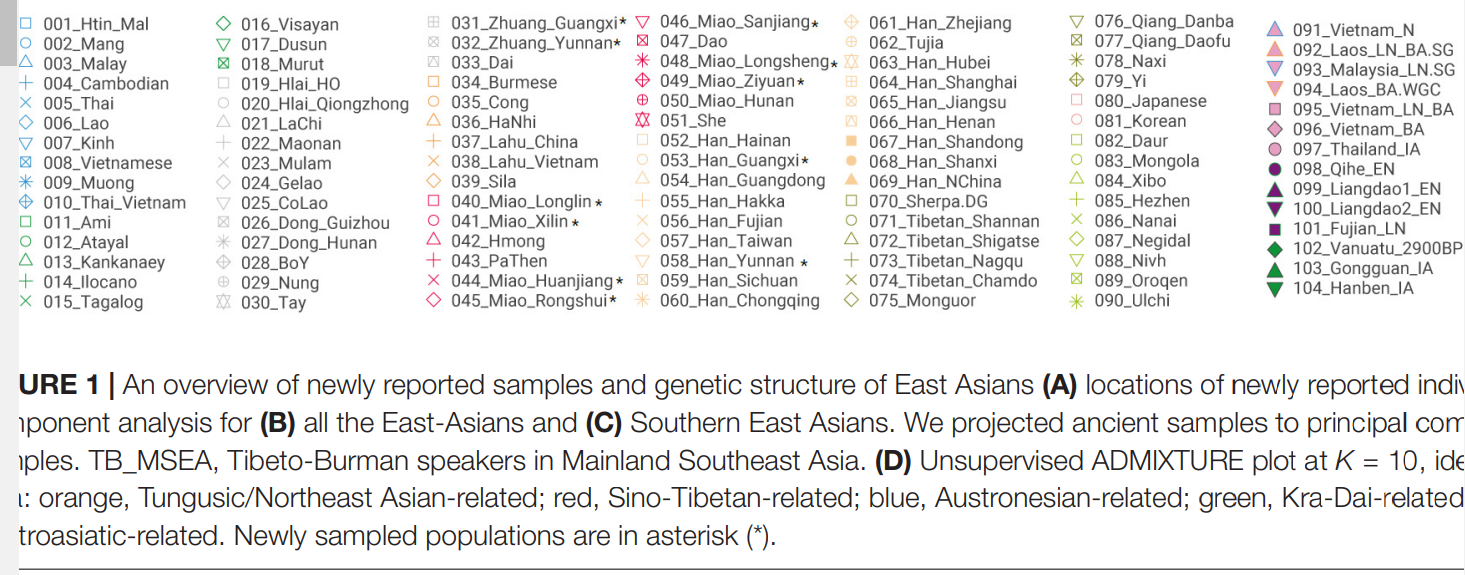 001_Htin_Mal
002_Mang
003_Malay
004_Cambodian
005_Thai
006_Lao
007_Kinh
008_Vietnamese
009_Muong
010_Thai_Vietnam
011_Ami
012_Atayal
013_Kankanaey
014_Ilocano
015_Tagalog
016_Visayan
017_Dusun
018_Murut
019_Hlai_HO
020_Hlai_Qiongzhong
021_LaChi
022_Maonan
023_Mulam
024_Gelao
025_CoLao
026_Dong_Guizhou
027_Dong_Hunan
028_BoY
029_Nung
030_Tay
031_Zhuang_Guangxi*
032_Zhuang_Yunnan*
033_Dai
034_Burmese
035_Cong
036_HaNhi
037_Lahu_China
038_Lahu_Vietnam
039_Sila
040_Miao_Longlin *
041_Miao_Xilin *
042_Hmong
043_PaThen
044_Miao_Huanjiang *
045_Miao_Rongshui*
046_Miao_Sanjiang*
047_Dao
048_Miao_Longsheng*
049_Miao_Ziyuan*
050_Miao_Hunan
051_She
052_Han_Hainan
053_Han_Guangxi*
054_Han_Guangdong
055_Han_Hakka
056_Han_Fujian
057_Han_Taiwan
058_Han_Yunnan *
059_Han_Sichuan
060_Han_Chongqing
061_Han_Zhejiang
062_Tujia
063_Han_Hubei
064_Han_Shanghai
065_Han_Jiangsu
066_Han_Henan
067_Han_Shandong
068_Han_Shanxi
069_Han_NChina
070_Sherpa.DG
071_Tibetan_Shannan
072_Tibetan_Shigatse
073_Tibetan_Nagqu
074_Tibetan_Chamdo
075_Monguor
076_Qiang_Danba
077_Qiang_Daofu
078_Naxi
079_Yi
080_Japanese
081_Korean
082_Daur
083_Mongola
084_Xibo
085_Hezhen
086_Nanai
087_Negidal
088_Nivh
089_Oroqen
090_Ulchi
091_Vietnam_N
092_Laos_LN_BA.SG
093_Malaysia_LN.SG
094_Laos_BA.WGC
095_Vietnam_LN_BA
096_Vietnam_BA
097_Thailand_IA
098_Qihe_EN
099_Liangdao1_EN
100_Liangdao2_EN
101_Fujian_LN
102_Vanuatu_2900BP
103_Gongguan_IA
104_Hanben_IA
URE 1 | An overview of newly reported samples and genetic structure of East Asians (A) locations of newly reported indiv
ponent analysis for (B) all the East-Asians and (C) Southern East Asians. We projected ancient samples to principal com
ples. TB_MSEA, Tibeto-Burman speakers in Mainland Southeast Asia. (D) Unsupervised ADMIXTURE plot at K = 10, ide
: orange, Tungusic/Northeast Asian-related; red, Sino-Tibetan-related; blue, Austronesian-related; green, Kra-Dai-related
troasiatic-related. Newly sampled populations are in asterisk (*).